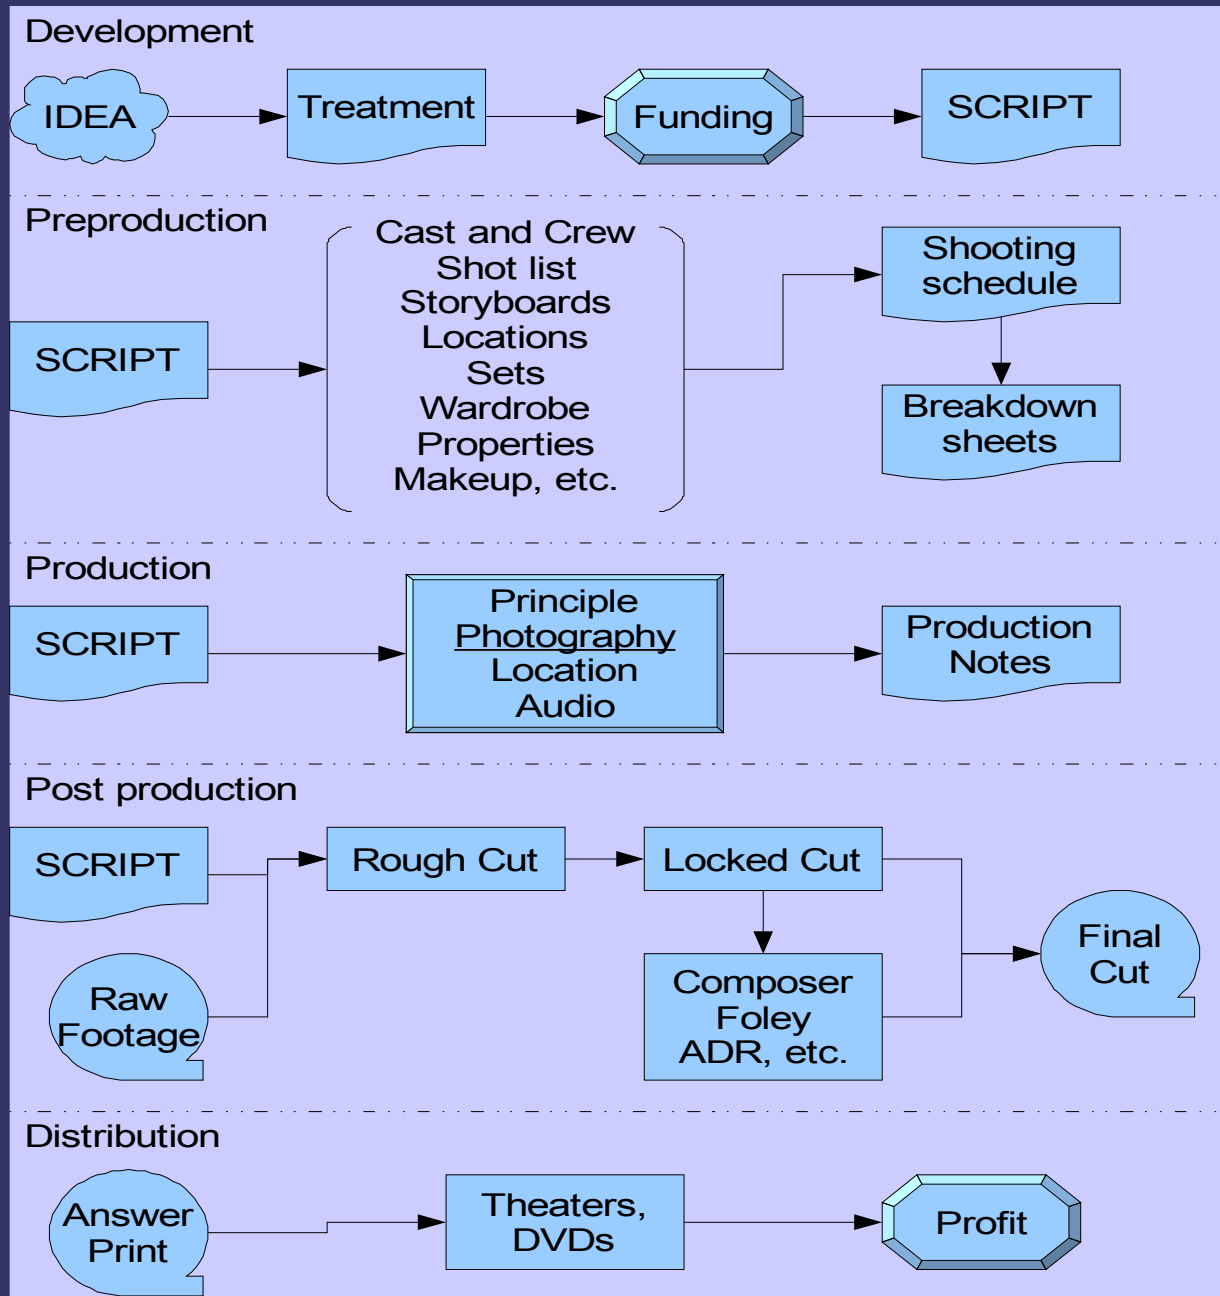 Development
IDEA
Treatment
Funding
SCRIPT
Preproduction
SCRIPT
Cast and Crew
Shot list
Storyboards
Locations
Sets
Wardrobe
Properties
Makeup, etc.
Shooting
schedule
Breakdown
sheets
Production
SCRIPT
Principle
Photography
Location
Audio
Production
Notes
Post production
SCRIPT
Raw
Footage
Rough Cut
Locked Cut
Composer
Foley
ADR, etc.
Final
Cut
Distribution
Answer
Print
Theaters,
DVDs
Profit